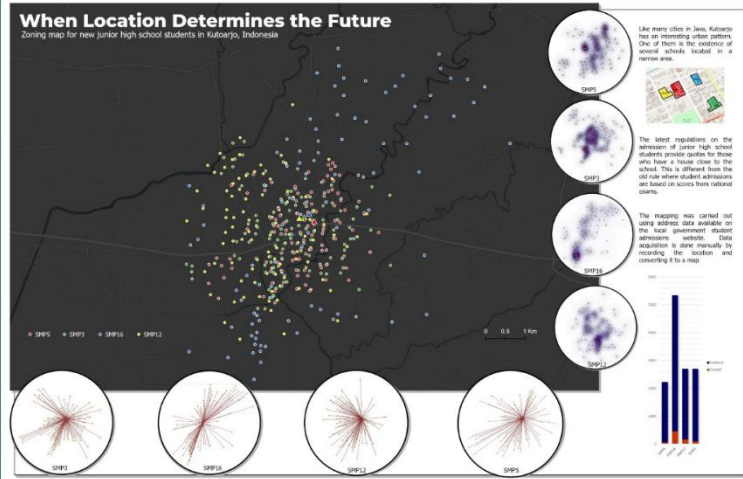 When Location Determines the Future
Zoning map for new junior high school students in Kutoarjo, Indonesia
SMP5
SMP3
SMP16
SMP12
SMP5 SMP3 SMP16 SMP12
0 0.5 1 Km
SMP3
SMP16
SMP12
SMP5
Like many cities in Java, Kutoarjo
has an interesting urban pattern.
One of them is the existence of
several schools located in a
narrow area.
The latest regulations on the
admission of junior high school
students provide quotas for those
who have a house close to the
school. This is different from the
old rule where student admissions
are based on scores from national
exams.
The mapping was carried out
using address data available on
the local government student
admissions website. Data
acquistion is done manually by
recording the location and
converting it to a map